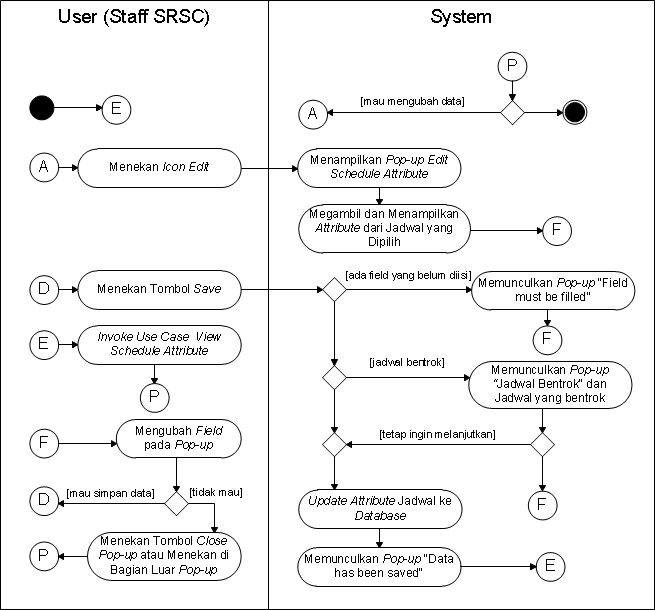 User (Staff SRSC)
System
P
E
[mau mengubah data]
A
A
Menekan Icon Edit
Menampilkan Pop-up Edit
Schedule Attribute
Megambil dan Menampilkan
Attribute dari Jadwal yang
Dipilih
F
D
Menekan Tombol Save
[ada field yang belum diisi]
Memunculkan Pop-up "Field
must be filled"
F
E
Invoke Use Case View
Schedule Attribute
P
[jadwal bentrok]
Memunculkan Pop-up
"Jadwal Bentrok" dan
Jadwal yang bentrok
F
Mengubah Field
pada Pop-up
[tetap ingin melanjutkan]
F
D
[mau simpan data]
[tidak mau]
Update Attribute Jadwal ke
Database
P
Menekan Tombol Close
Pop-up atau Menekan di
Bagian Luar Pop-up
Memunculkan Pop-up "Data
has been saved"
E